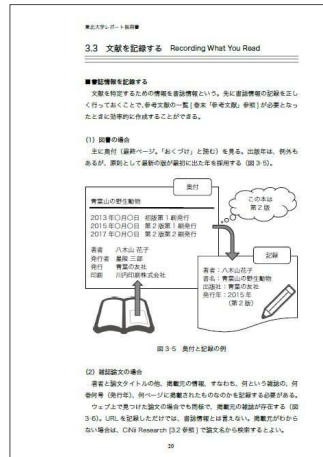 東北大学レポート指南書
3.3 文献を記録する Recording What You Read
■書誌情報を記録する
文献を特定するための情報を書誌情報という。先に書誌情報の記録を正し
く行っておくことで、参考文献の一覧［巻末「参考文献」参照］が必要となっ
たときに効率的に作成することができる。
(1) 図書の場合
主に奥付（最終ページ。「おくづけ」と読む）を見る。出版年は、例外も
あるが、原則として最新の版が最初に出た年を採用する（図 3-5）。
奥付
青葉山の野生動物
2013 年〇月〇日 初版第 1 刷発行
2015 年〇月〇日 第 2 版第 1 刷発行
2017 年〇月〇日 第 2 版第 2 刷発行
著者 八木山 花子
発行者 星陵 三郎
発行 青葉の友社
印刷 川内印刷株式会社
この本は
第 2 版
記録
著者：八木山 花子
書名：青葉山の野生動物
出版社：青葉の友社
発行年：2015 年
（第 2 版）
図 3-5 奥付と記録の例
(2) 雑誌論文の場合
著者と論文タイトルの他、掲載元の情報、すなわち、何という雑誌の、何
巻何号（発行年）、何ページに掲載されたものなのかを記録する必要がある。
ウェブ上で見つけた論文の場合でも同様で、掲載元の雑誌が存在する（図
3-6）。URL を記録しただけでは、書誌情報とは言えない。掲載元がわから
ない場合は、CiNii Research [3.2 参照] で論文名から検索するとよい。
20